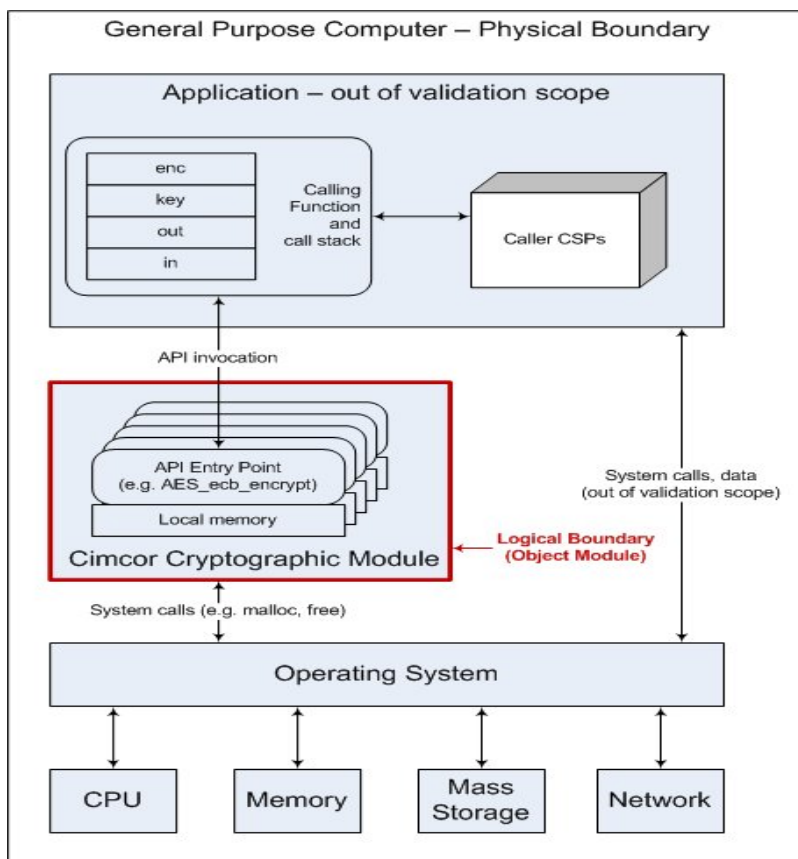 General Purpose Computer – Physical Boundary
Application – out of validation scope
enc
key
out
in
Calling
Function
and
call stack
Caller CSPs
API invocation
API Entry Point
(e.g. AES_ecb_encrypt)
Local memory
Cimcor Cryptographic Module
System calls, data
(out of validation scope)
Logical Boundary
(Object Module)
System calls (e.g. malloc, free)
Operating System
CPU
Memory
Mass
Storage
Network